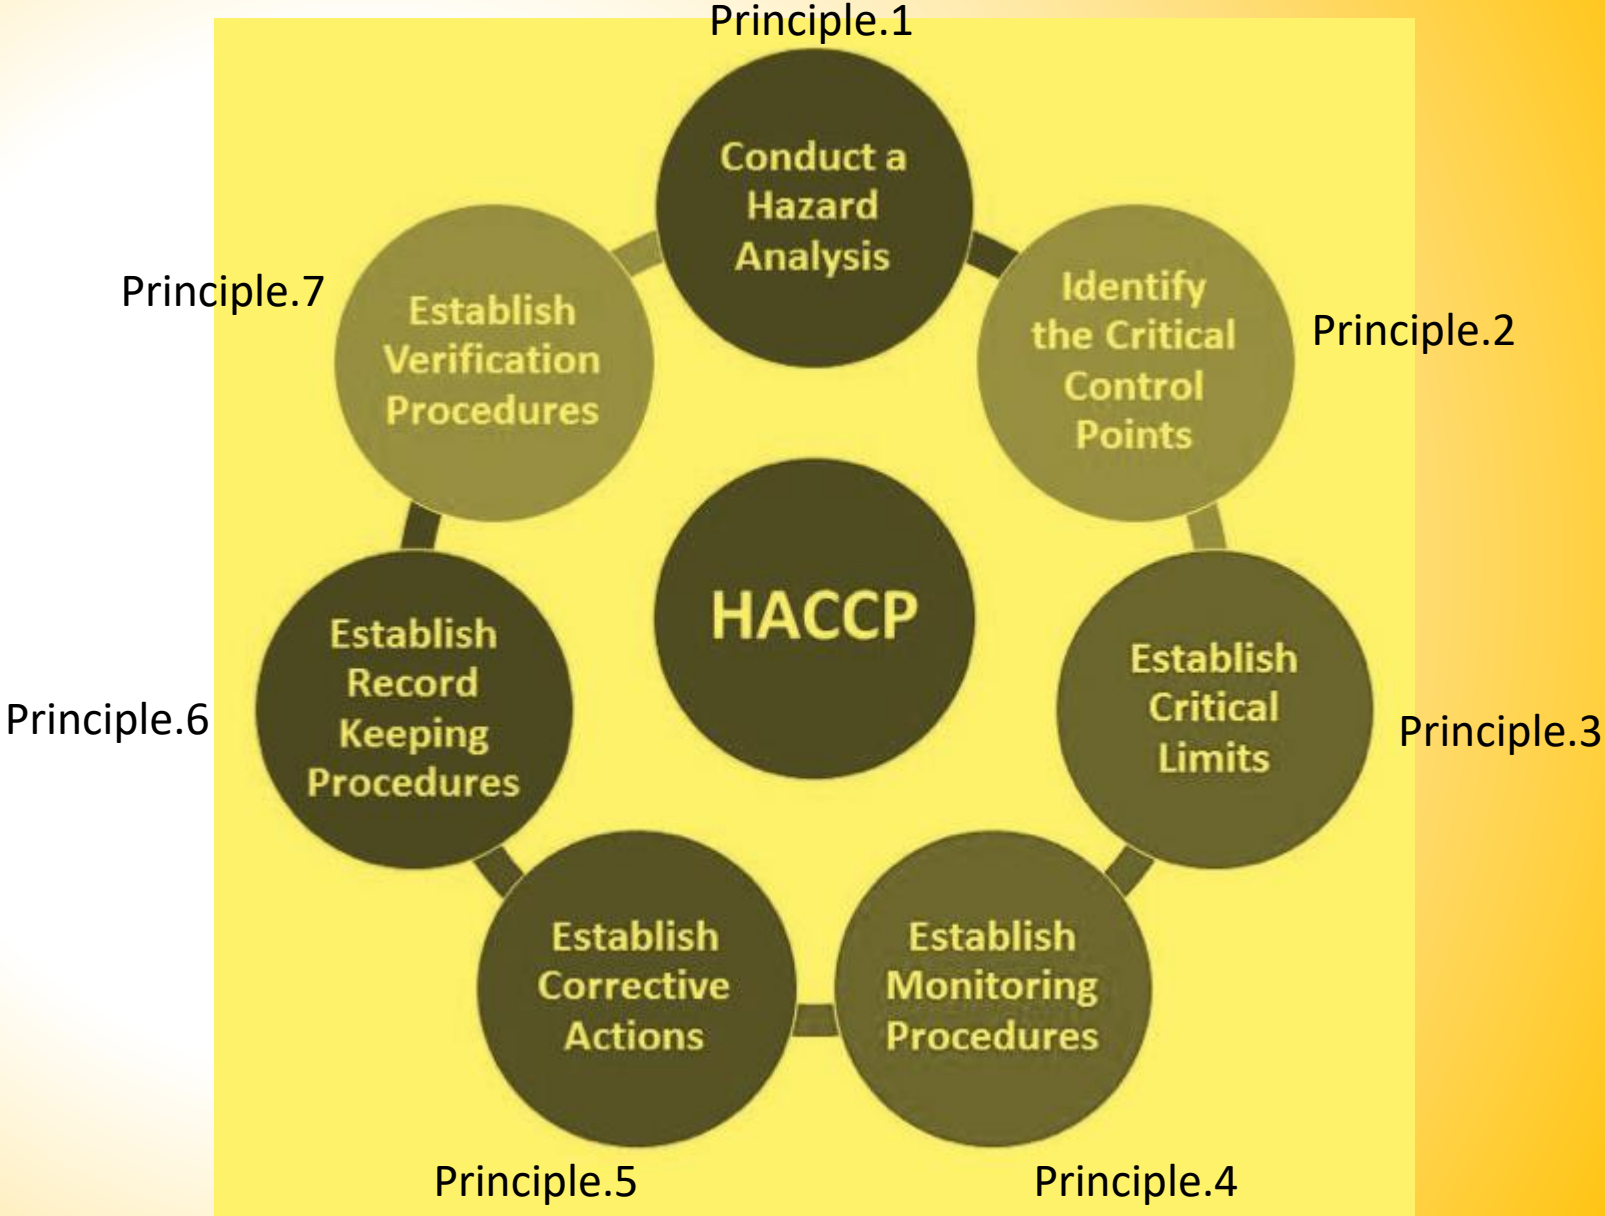 Principle.1
Conduct a
Hazard
Analysis
Principle.2
Identify
the Critical
Control
Points
Principle.3
Establish
Critical
Limits
Principle.4
Establish
Monitoring
Procedures
Principle.5
Establish
Corrective
Actions
Principle.6
Establish
Record
Keeping
Procedures
Principle.7
Establish
Verification
Procedures
HACCP